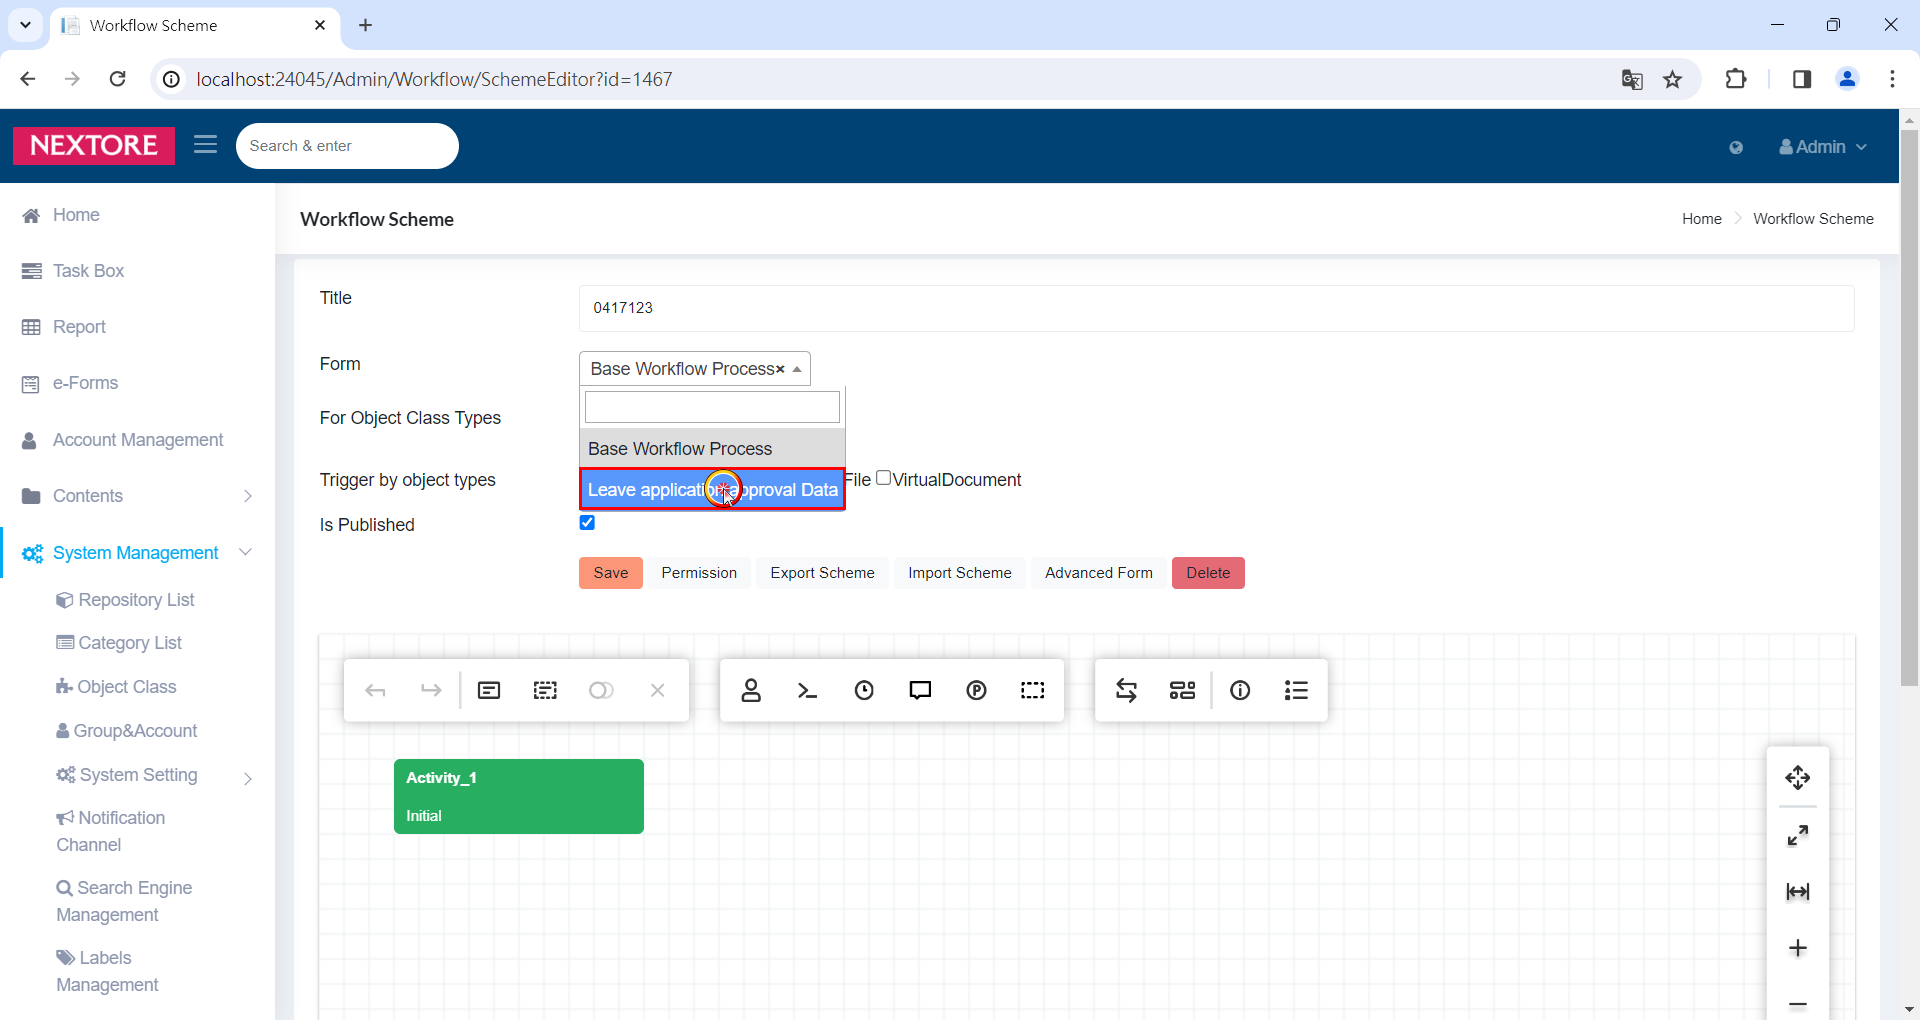 Workflow Scheme
localhost:24045/Admin/Workflow/SchemeEditor?id=1467
NEXTORE
Search & enter
Admin
Home
Task Box
Report
e-Forms
Account Management
Contents
System Management
Repository List
Category List
Object Class
Group&Account
System Setting
Notification
Channel
Search Engine
Management
Labels
Management
Workflow Scheme
Home
Workflow Scheme
Title
0417123
Form
Base Workflow Process×
For Object Class Types
Base Workflow Process
Trigger by object types
Leave application approval Data
File
VirtualDocument
Is Published
Save
Permission
Export Scheme
Import Scheme
Advanced Form
Delete
Activity_1
Initial